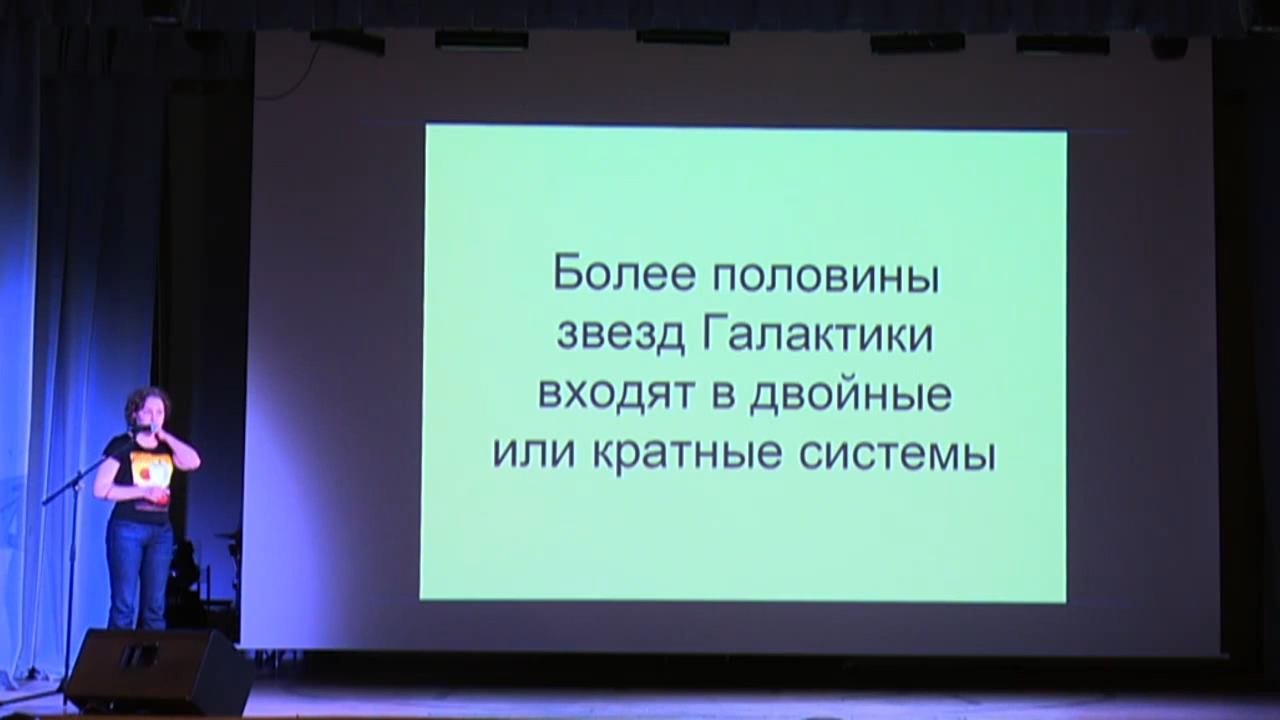 Более половины
звезд Галактики
входят в двойные
или кратные системы